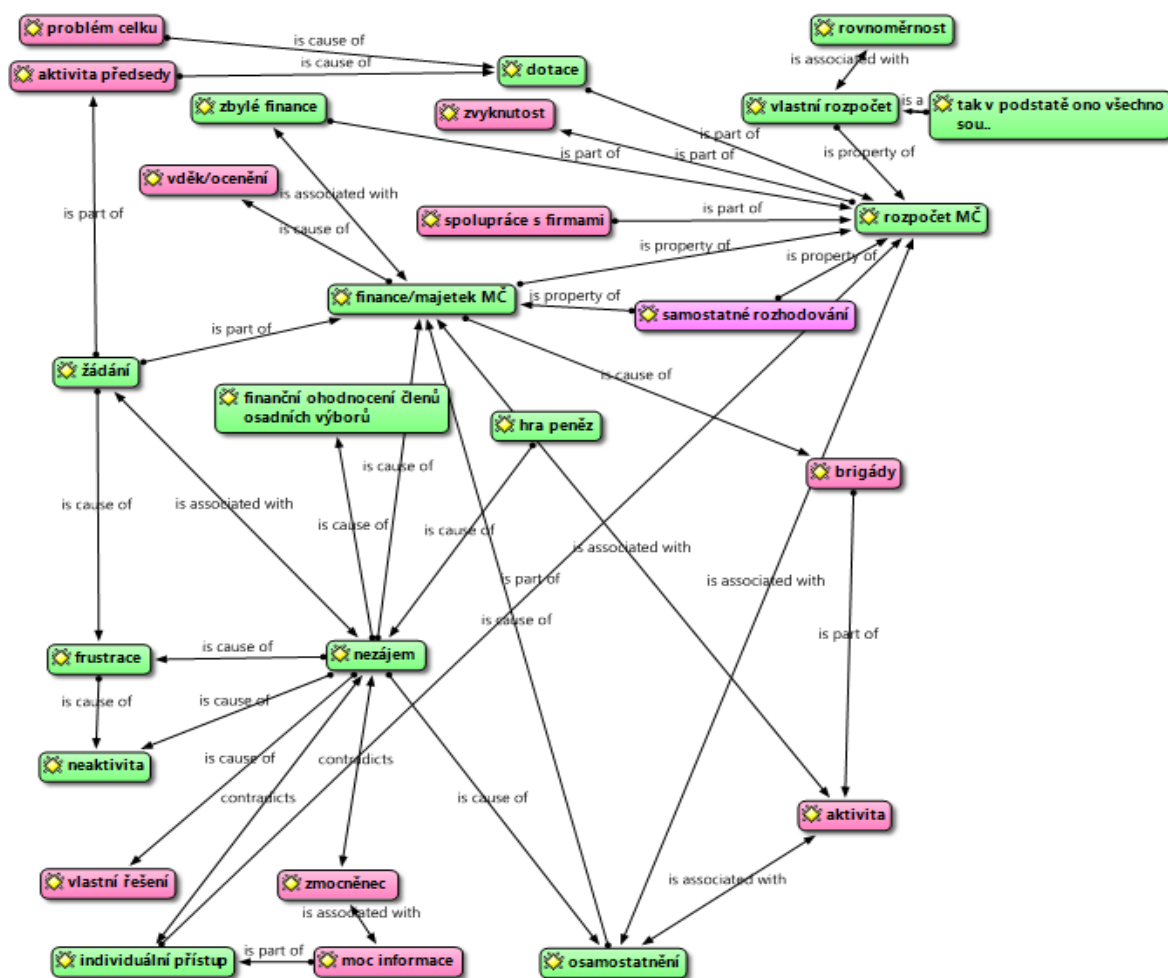 problém celku
is cause of
rovnoměrnost
aktivita předsedy
is cause of
dotace
is associated with
zbylé finance
zvyknutost
vlastní rozpočet
is a
tak v podstatě ono všechno
sou..
is part of
is part of
is part of
is property of
vděk/ocenění
is associated with
is part of
is cause of
spolupráce s firmami
is part of
rozpočet MČ
is property of
is property of
finance/majetek MČ
is property of
samostatné rozhodování
is part of
žádání
is cause of
finanční ohodnocení členů
osadních výborů
hra peněz
is cause of
brigády
is cause of
is associated with
is cause of
is cause of
is associated with
is part of
is associated with
is cause of
is part of
frustrace
is cause of
nezájem
is cause of
is cause of
neaktivita
is cause of
contradicts
contradicts
is cause of
aktivita
vlastní řešení
zmocněnec
is associated with
is associated with
individuální přístup
is part of
moc informace
osamostatnění